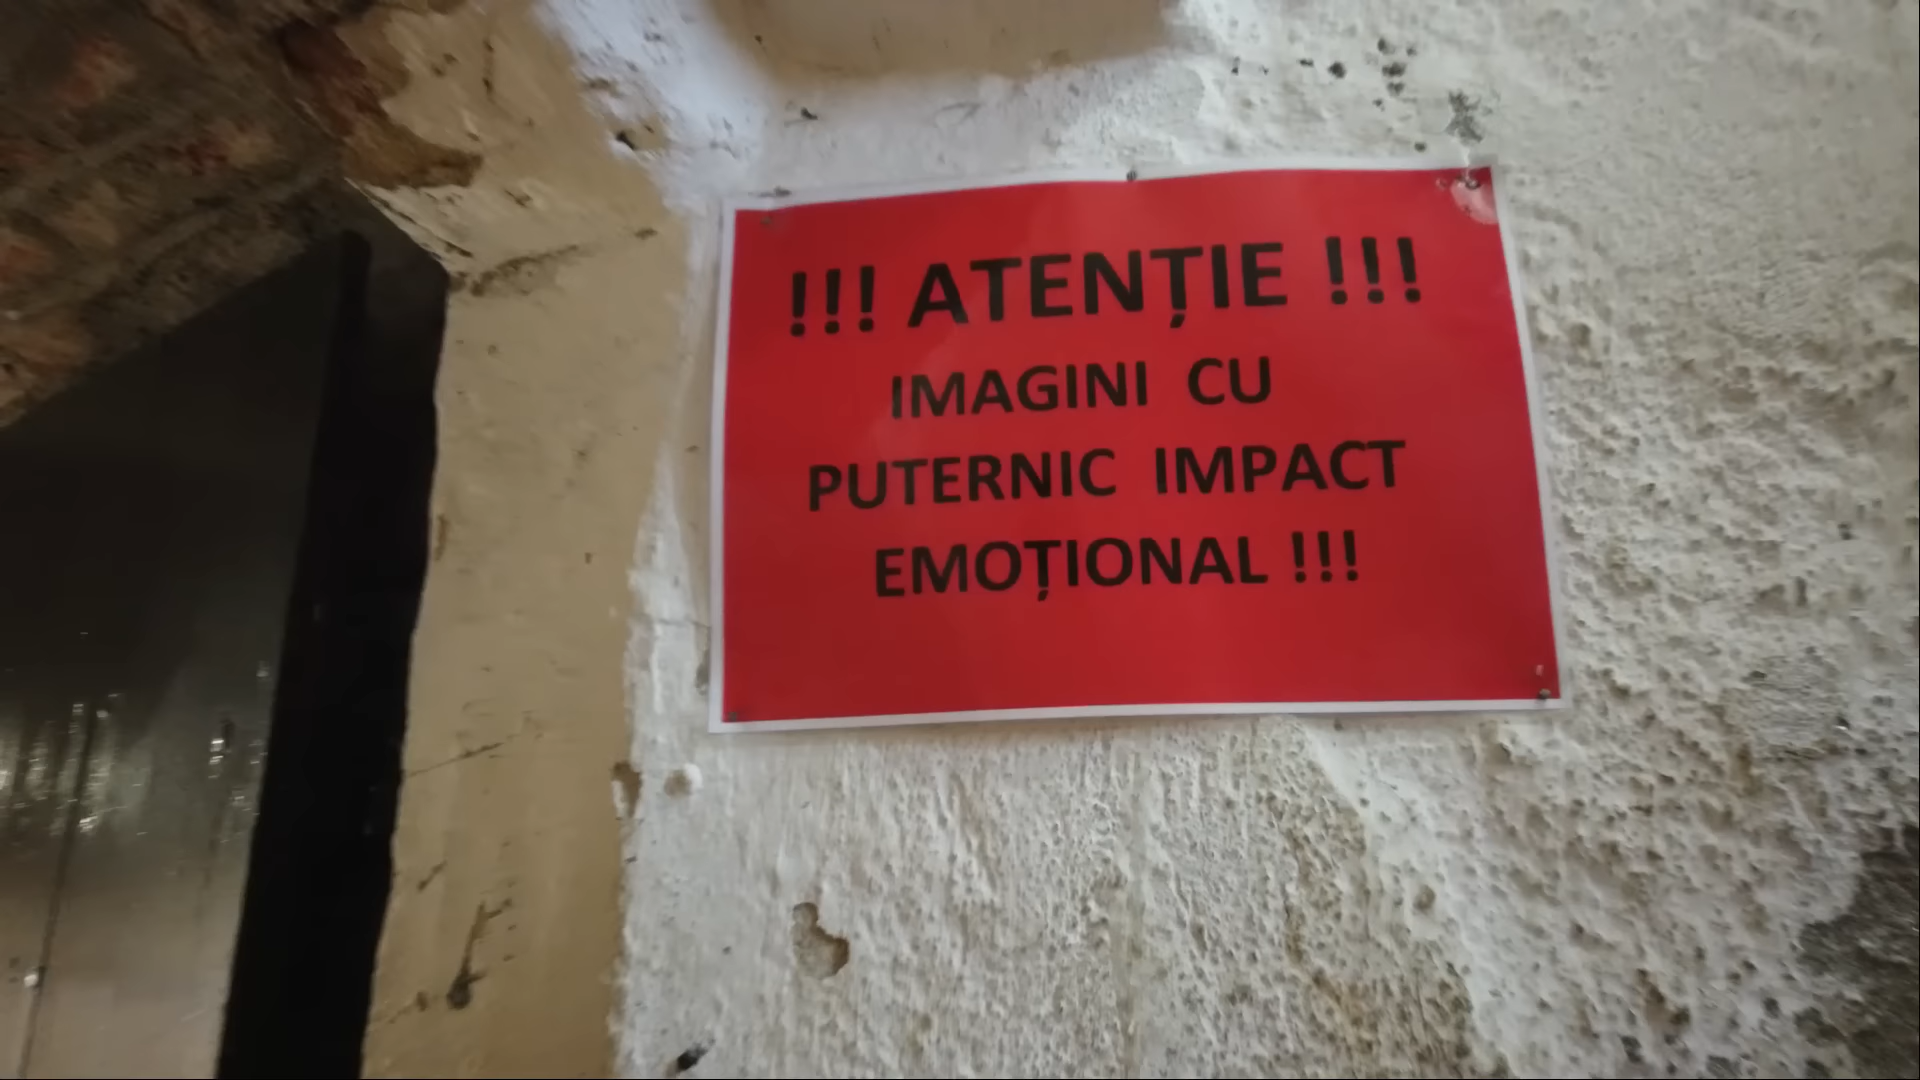 !!! ATENȚIE !!!
IMAGINI CU
PUTERNIC IMPACT
EMOȚIONAL !!!